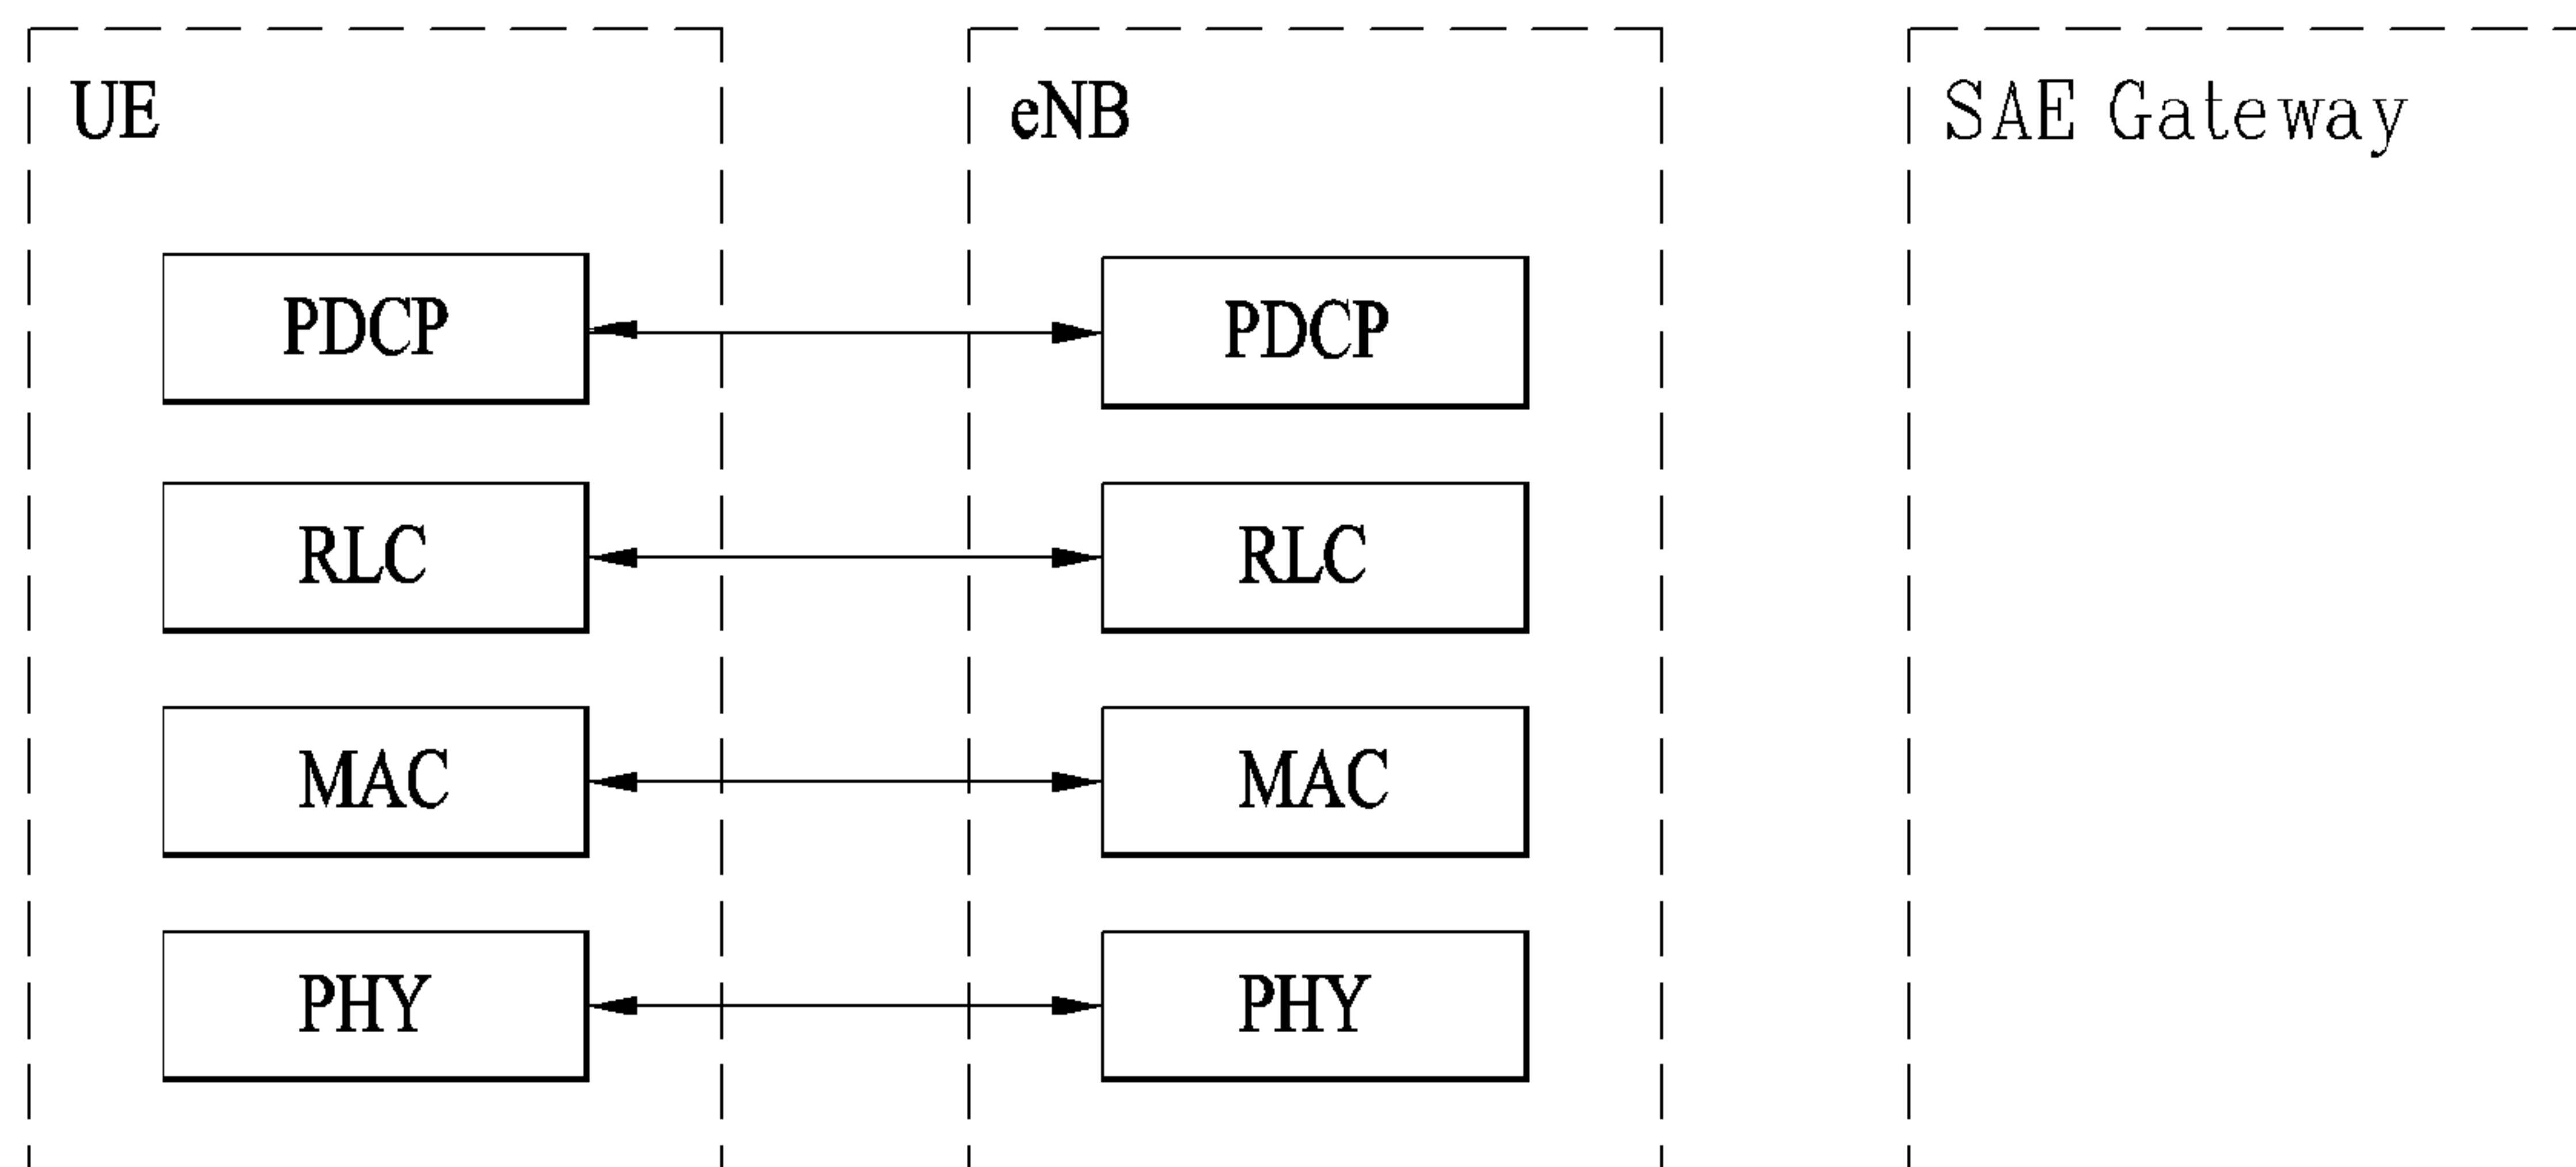 UE
eNB
SAE Gateway
PDCP
PDCP
RLC
RLC
MAC
MAC
PHY
PHY